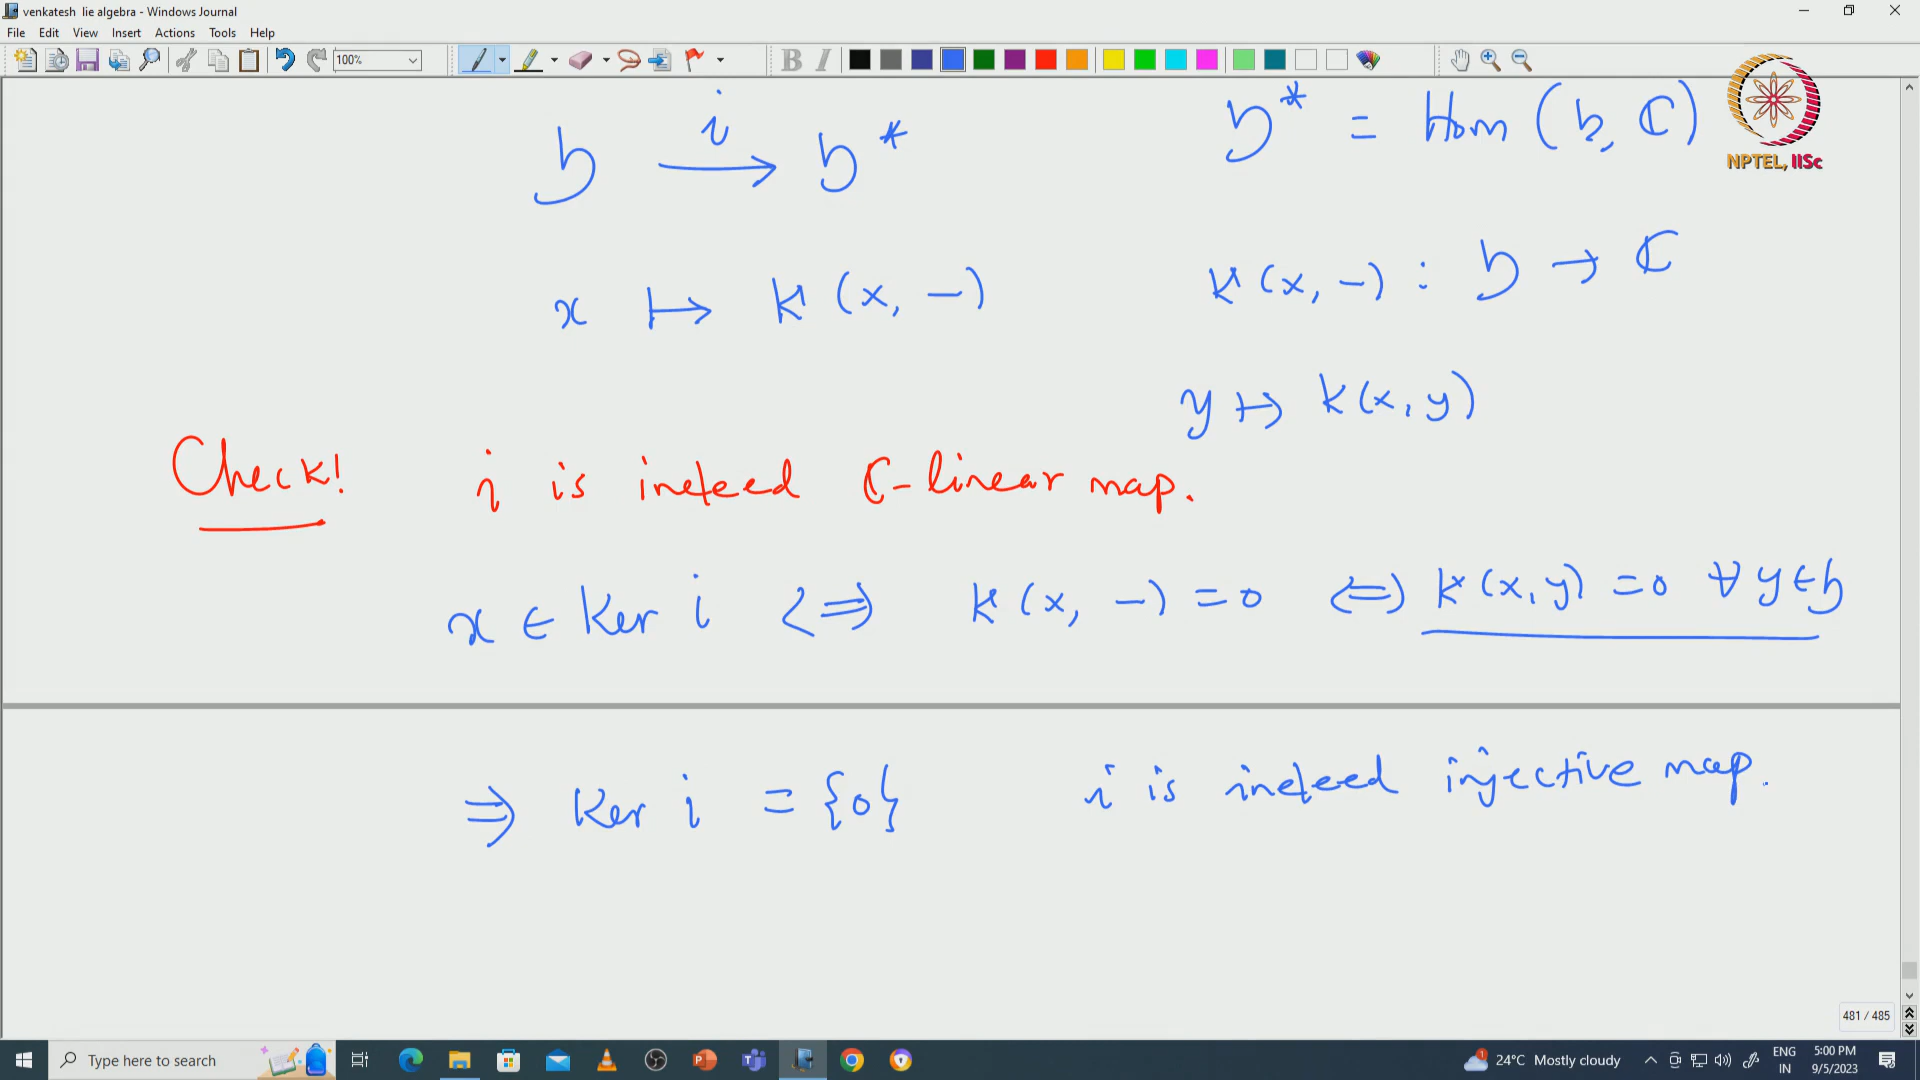 venkatesh lie algebra - Windows Journal
File Edit View Insert Actions Tools Help
100%
𝔥 —i→ 𝔥* 𝔥* = Hom (𝔥, ℂ)
NPTEL, IISc
x ↦ κ(x, -) κ(x, -) : 𝔥 → ℂ
y ↦ κ(x, y)
Check! i is indeed ℂ-linear map.
x ∈ Ker i ⇔ κ(x, -) = 0 ⇔ κ(x, y) = 0 ∀ y ∈ 𝔥
⇒ Ker i = {0} i is indeed injective map.
481 / 485
Type here to search
24°C Mostly cloudy
ENG
IN
5:00 PM
9/5/2023